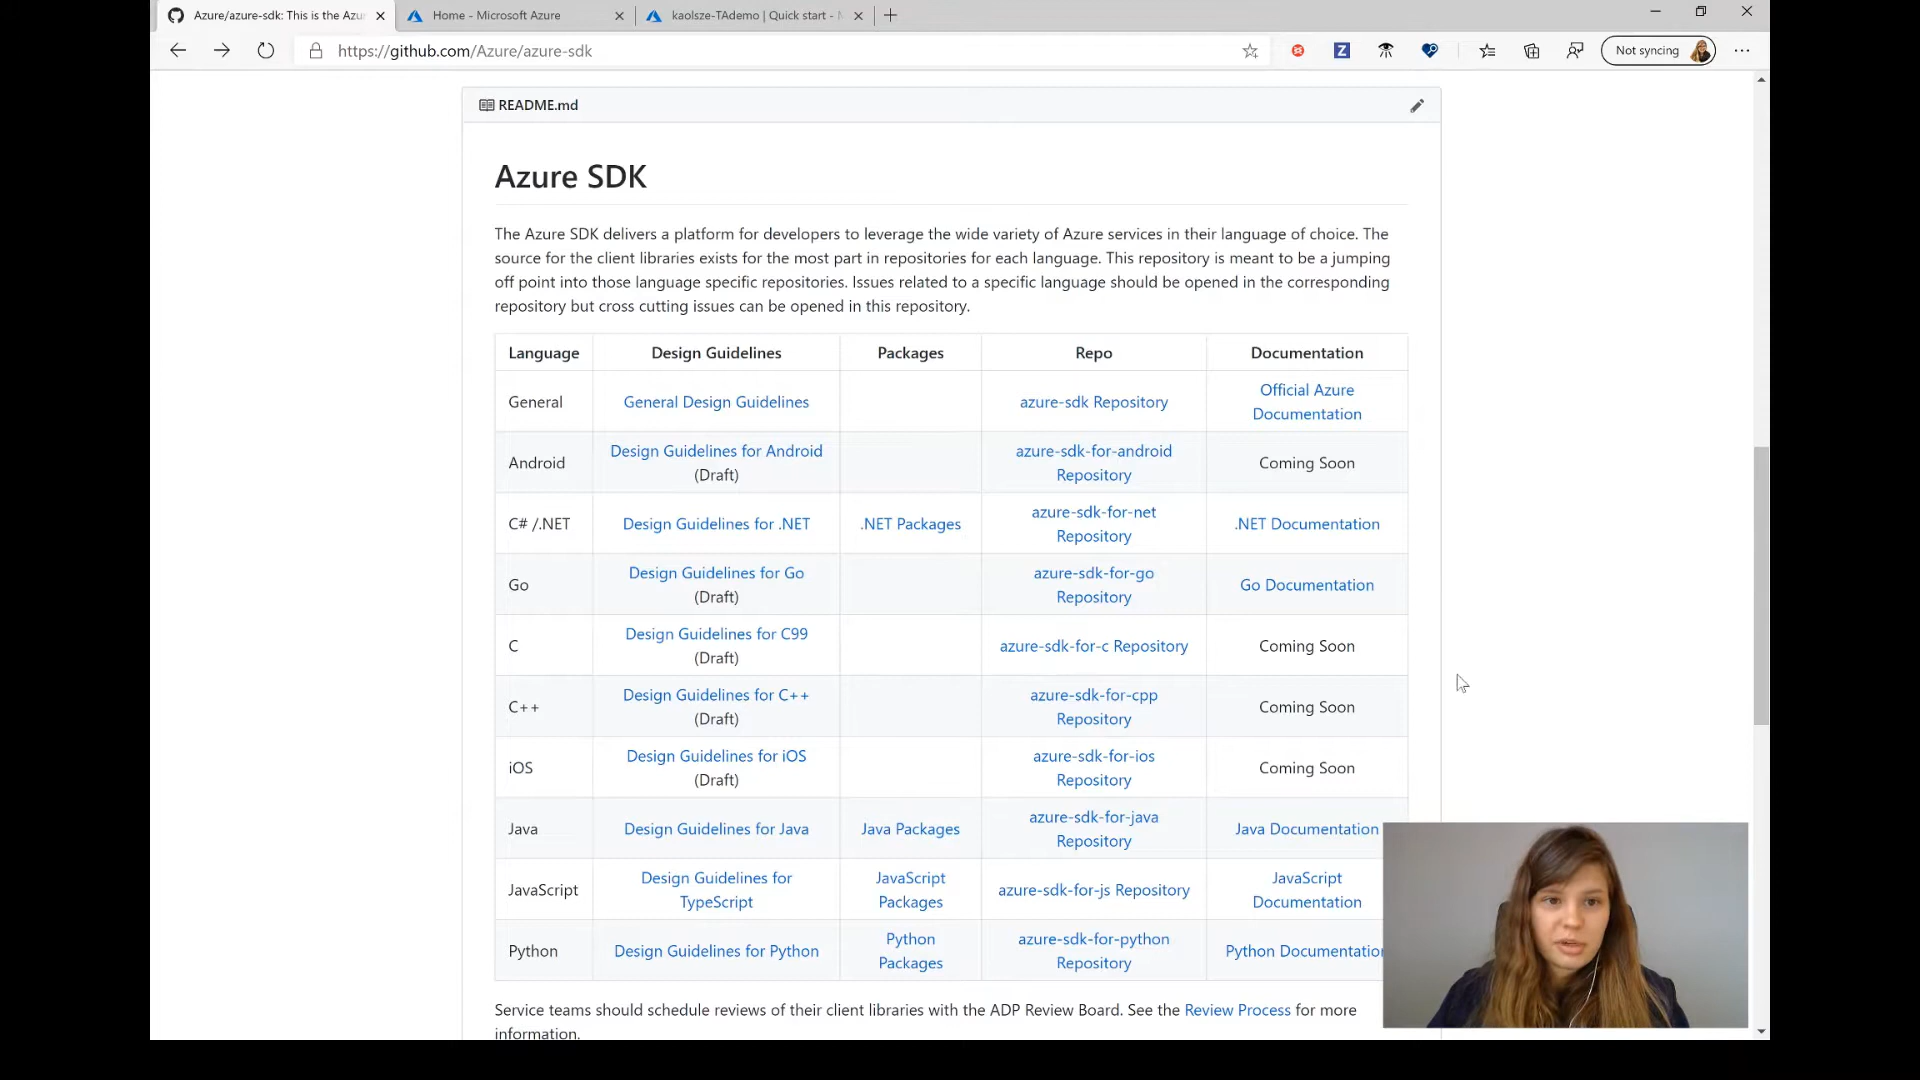 Azure/azure-sdk: This is the Azu
Home - Microsoft Azure
kaolsze-TAdemo | Quick start -
https://github.com/Azure/azure-sdk
Z
Not syncing
README.md
Azure SDK
The Azure SDK delivers a platform for developers to leverage the wide variety of Azure services in their language of choice. The
source for the client libraries exists for the most part in repositories for each language. This repository is meant to be a jumping
off point into those language specific repositories. Issues related to a specific language should be opened in the corresponding
repository but cross cutting issues can be opened in this repository.
Language Design Guidelines Packages Repo Documentation
General General Design Guidelines azure-sdk Repository Official Azure
Documentation
Android Design Guidelines for Android
(Draft) azure-sdk-for-android
Repository Coming Soon
C# /.NET Design Guidelines for .NET .NET Packages azure-sdk-for-net
Repository .NET Documentation
Go Design Guidelines for Go
(Draft) azure-sdk-for-go
Repository Go Documentation
C Design Guidelines for C99
(Draft) azure-sdk-for-c Repository Coming Soon
C++ Design Guidelines for C++
(Draft) azure-sdk-for-cpp
Repository Coming Soon
iOS Design Guidelines for iOS
(Draft) azure-sdk-for-ios
Repository Coming Soon
Java Design Guidelines for Java Java Packages azure-sdk-for-java
Repository Java Documentation
JavaScript Design Guidelines for
TypeScript JavaScript
Packages azure-sdk-for-js Repository JavaScript
Documentation
Python Design Guidelines for Python Python
Packages azure-sdk-for-python
Repository Python Documentation
Service teams should schedule reviews of their client libraries with the ADP Review Board. See the Review Process for more
information.